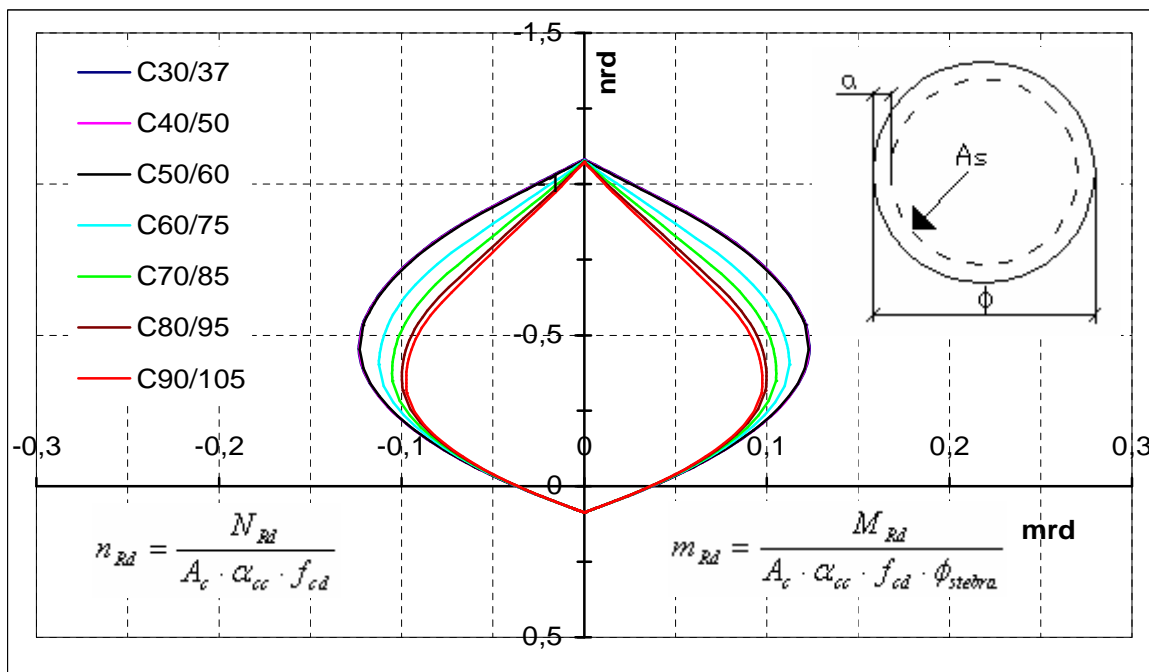 -1,5
nrd
C30/37
C40/50
C50/60
C60/75
C70/85
C80/95
C90/105
a
As
ϕ
-0,5
-0,3
-0,2
-0,1
0
0,1
0,2
0,3
0
n_Rd = N_Rd / (A_c · α_cc · f_cd)
m_Rd = M_Rd / (A_c · α_cc · f_cd · ϕ_stebra)
mrd
0,5